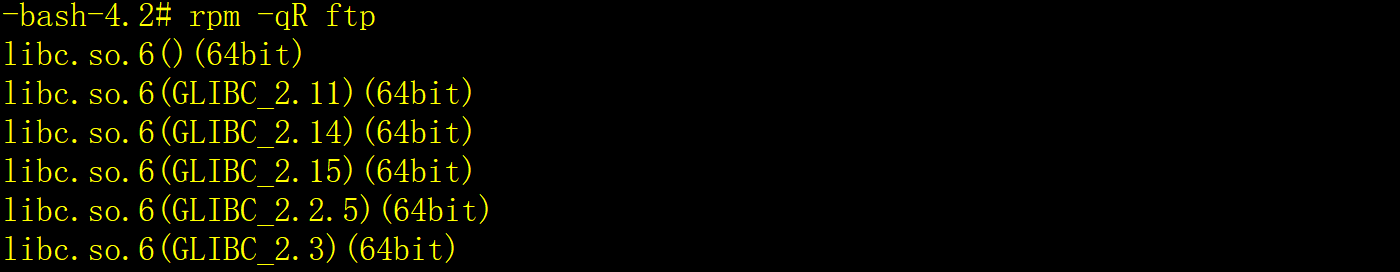 -bash-4.2# rpm -qR ftp
libc.so.6()(64bit)
libc.so.6(GLIBC_2.11)(64bit)
libc.so.6(GLIBC_2.14)(64bit)
libc.so.6(GLIBC_2.15)(64bit)
libc.so.6(GLIBC_2.2.5)(64bit)
libc.so.6(GLIBC_2.3)(64bit)